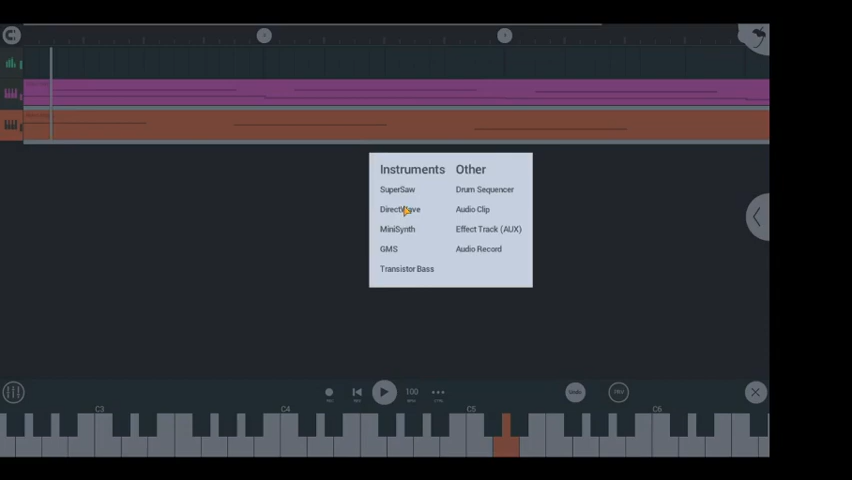 Instruments Other
SuperSaw Drum Sequencer
DirectWave Audio Clip
MiniSynth Effect Track (AUX)
GMS Audio Record
Transistor Bass
100
Undo
C3 C4 C5 C6